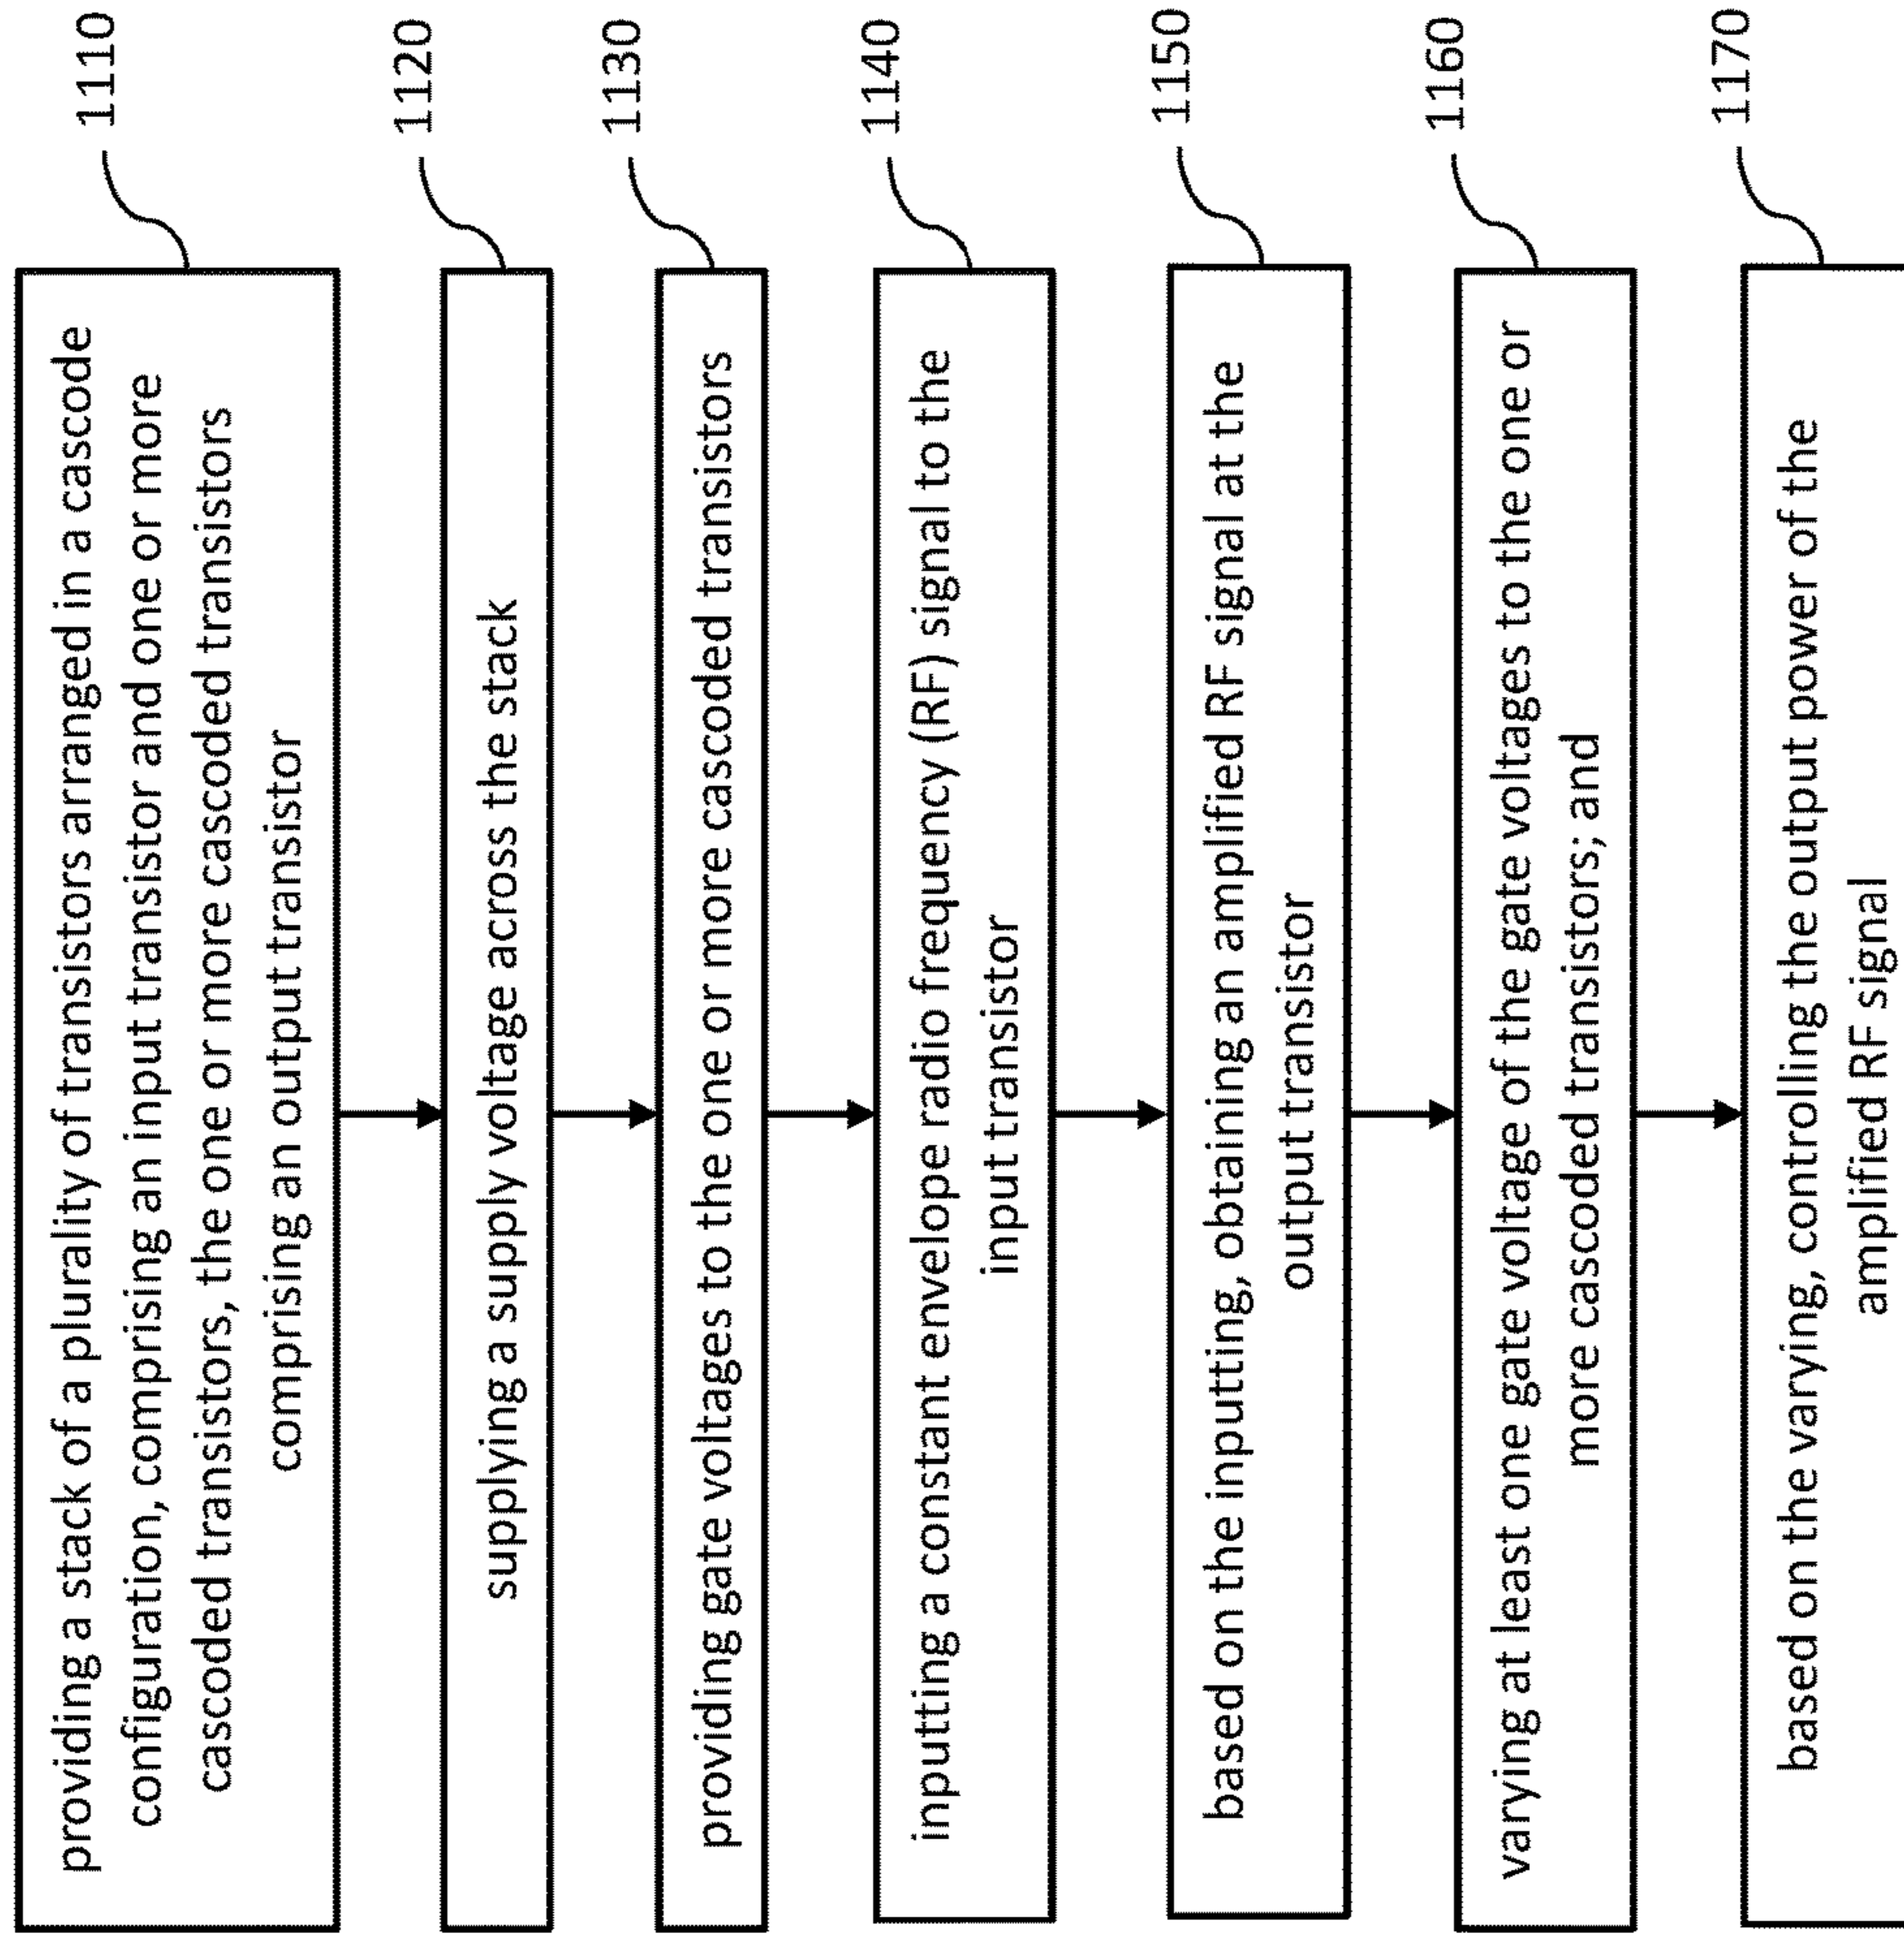 providing a stack of a plurality of transistors arranged in a cascode
configuration, comprising an input transistor and one or more
cascoded transistors, the one or more cascoded transistors
comprising an output transistor
1110
supplying a supply voltage across the stack
1120
providing gate voltages to the one or more cascoded transistors
1130
inputting a constant envelope radio frequency (RF) signal to the
input transistor
1140
based on the inputting, obtaining an amplified RF signal at the
output transistor
1150
varying at least one gate voltage of the gate voltages to the one or
more cascoded transistors; and
1160
based on the varying, controlling the output power of the
amplified RF signal
1170